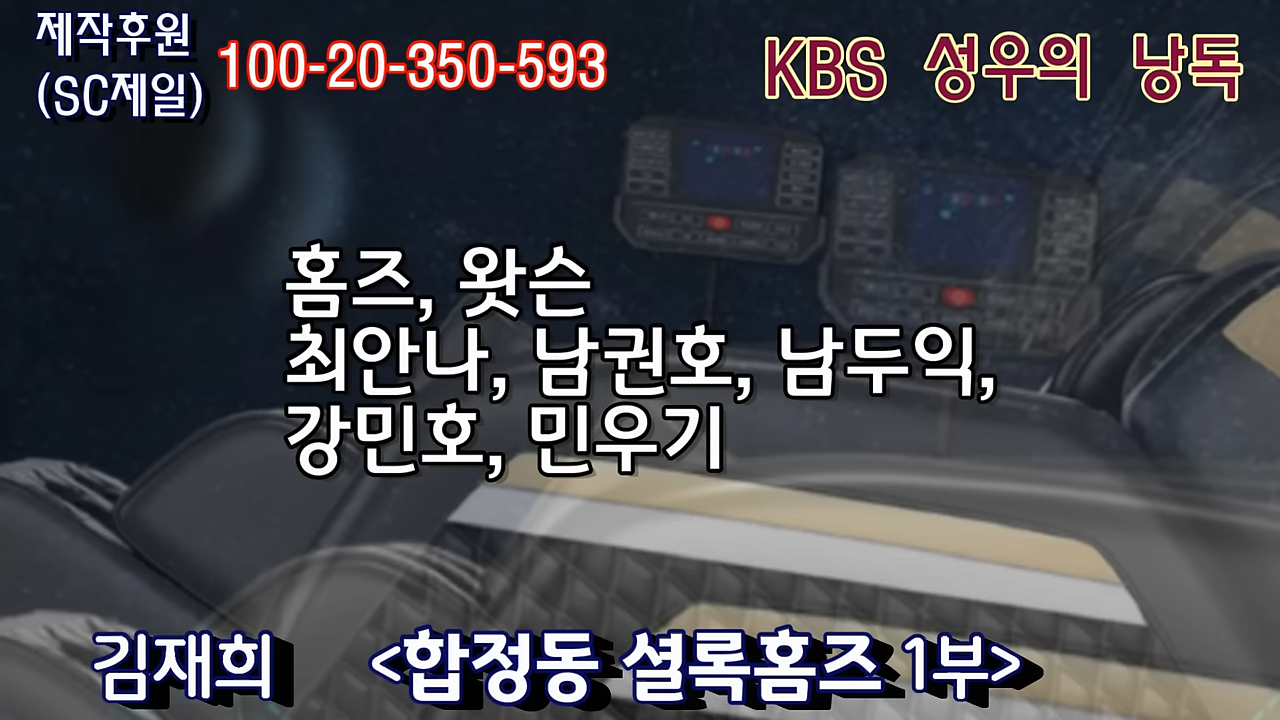 제작후원
(SC제일)
100-20-350-593
KBS 성우의 낭독
홈즈, 왓슨
최안나, 남권호, 남두익,
강민호, 민우기
김재희 <합정동 셜록홈즈 1부>